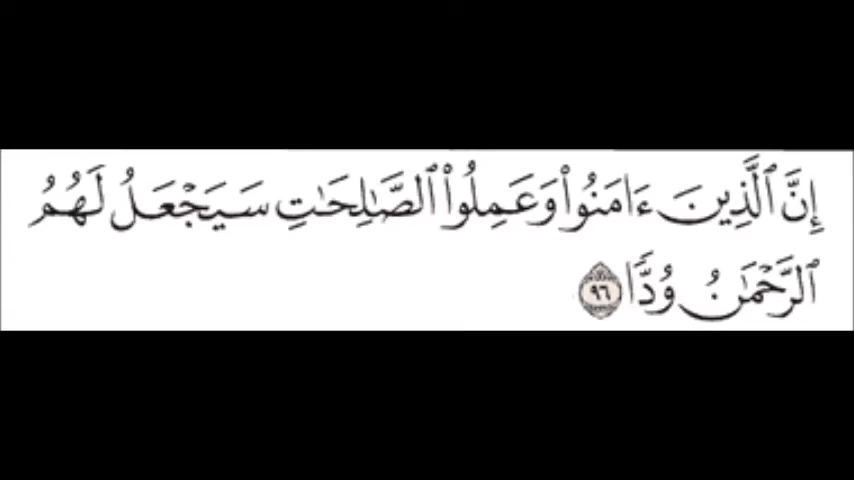 إِنَّ ٱلَّذِينَ ءَامَنُوا۟ وَعَمِلُوا۟ ٱلصَّـٰلِحَـٰتِ سَيَجْعَلُ لَهُمُ
ٱلرَّحْمَـٰنُ وُدًّا ٩٦